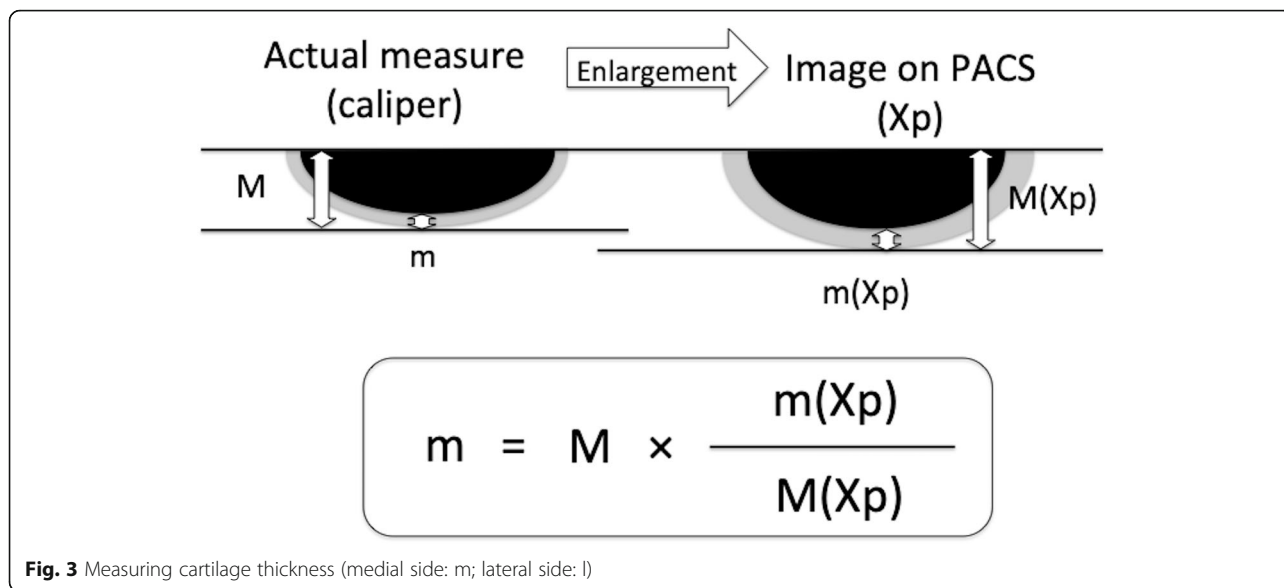 Actual measure
(caliper)
Enlargement
Image on PACS
(Xp)
M
m
M(Xp)
m(Xp)
m = M × m(Xp)
M(Xp)
Fig. 3 Measuring cartilage thickness (medial side: m; lateral side: l)